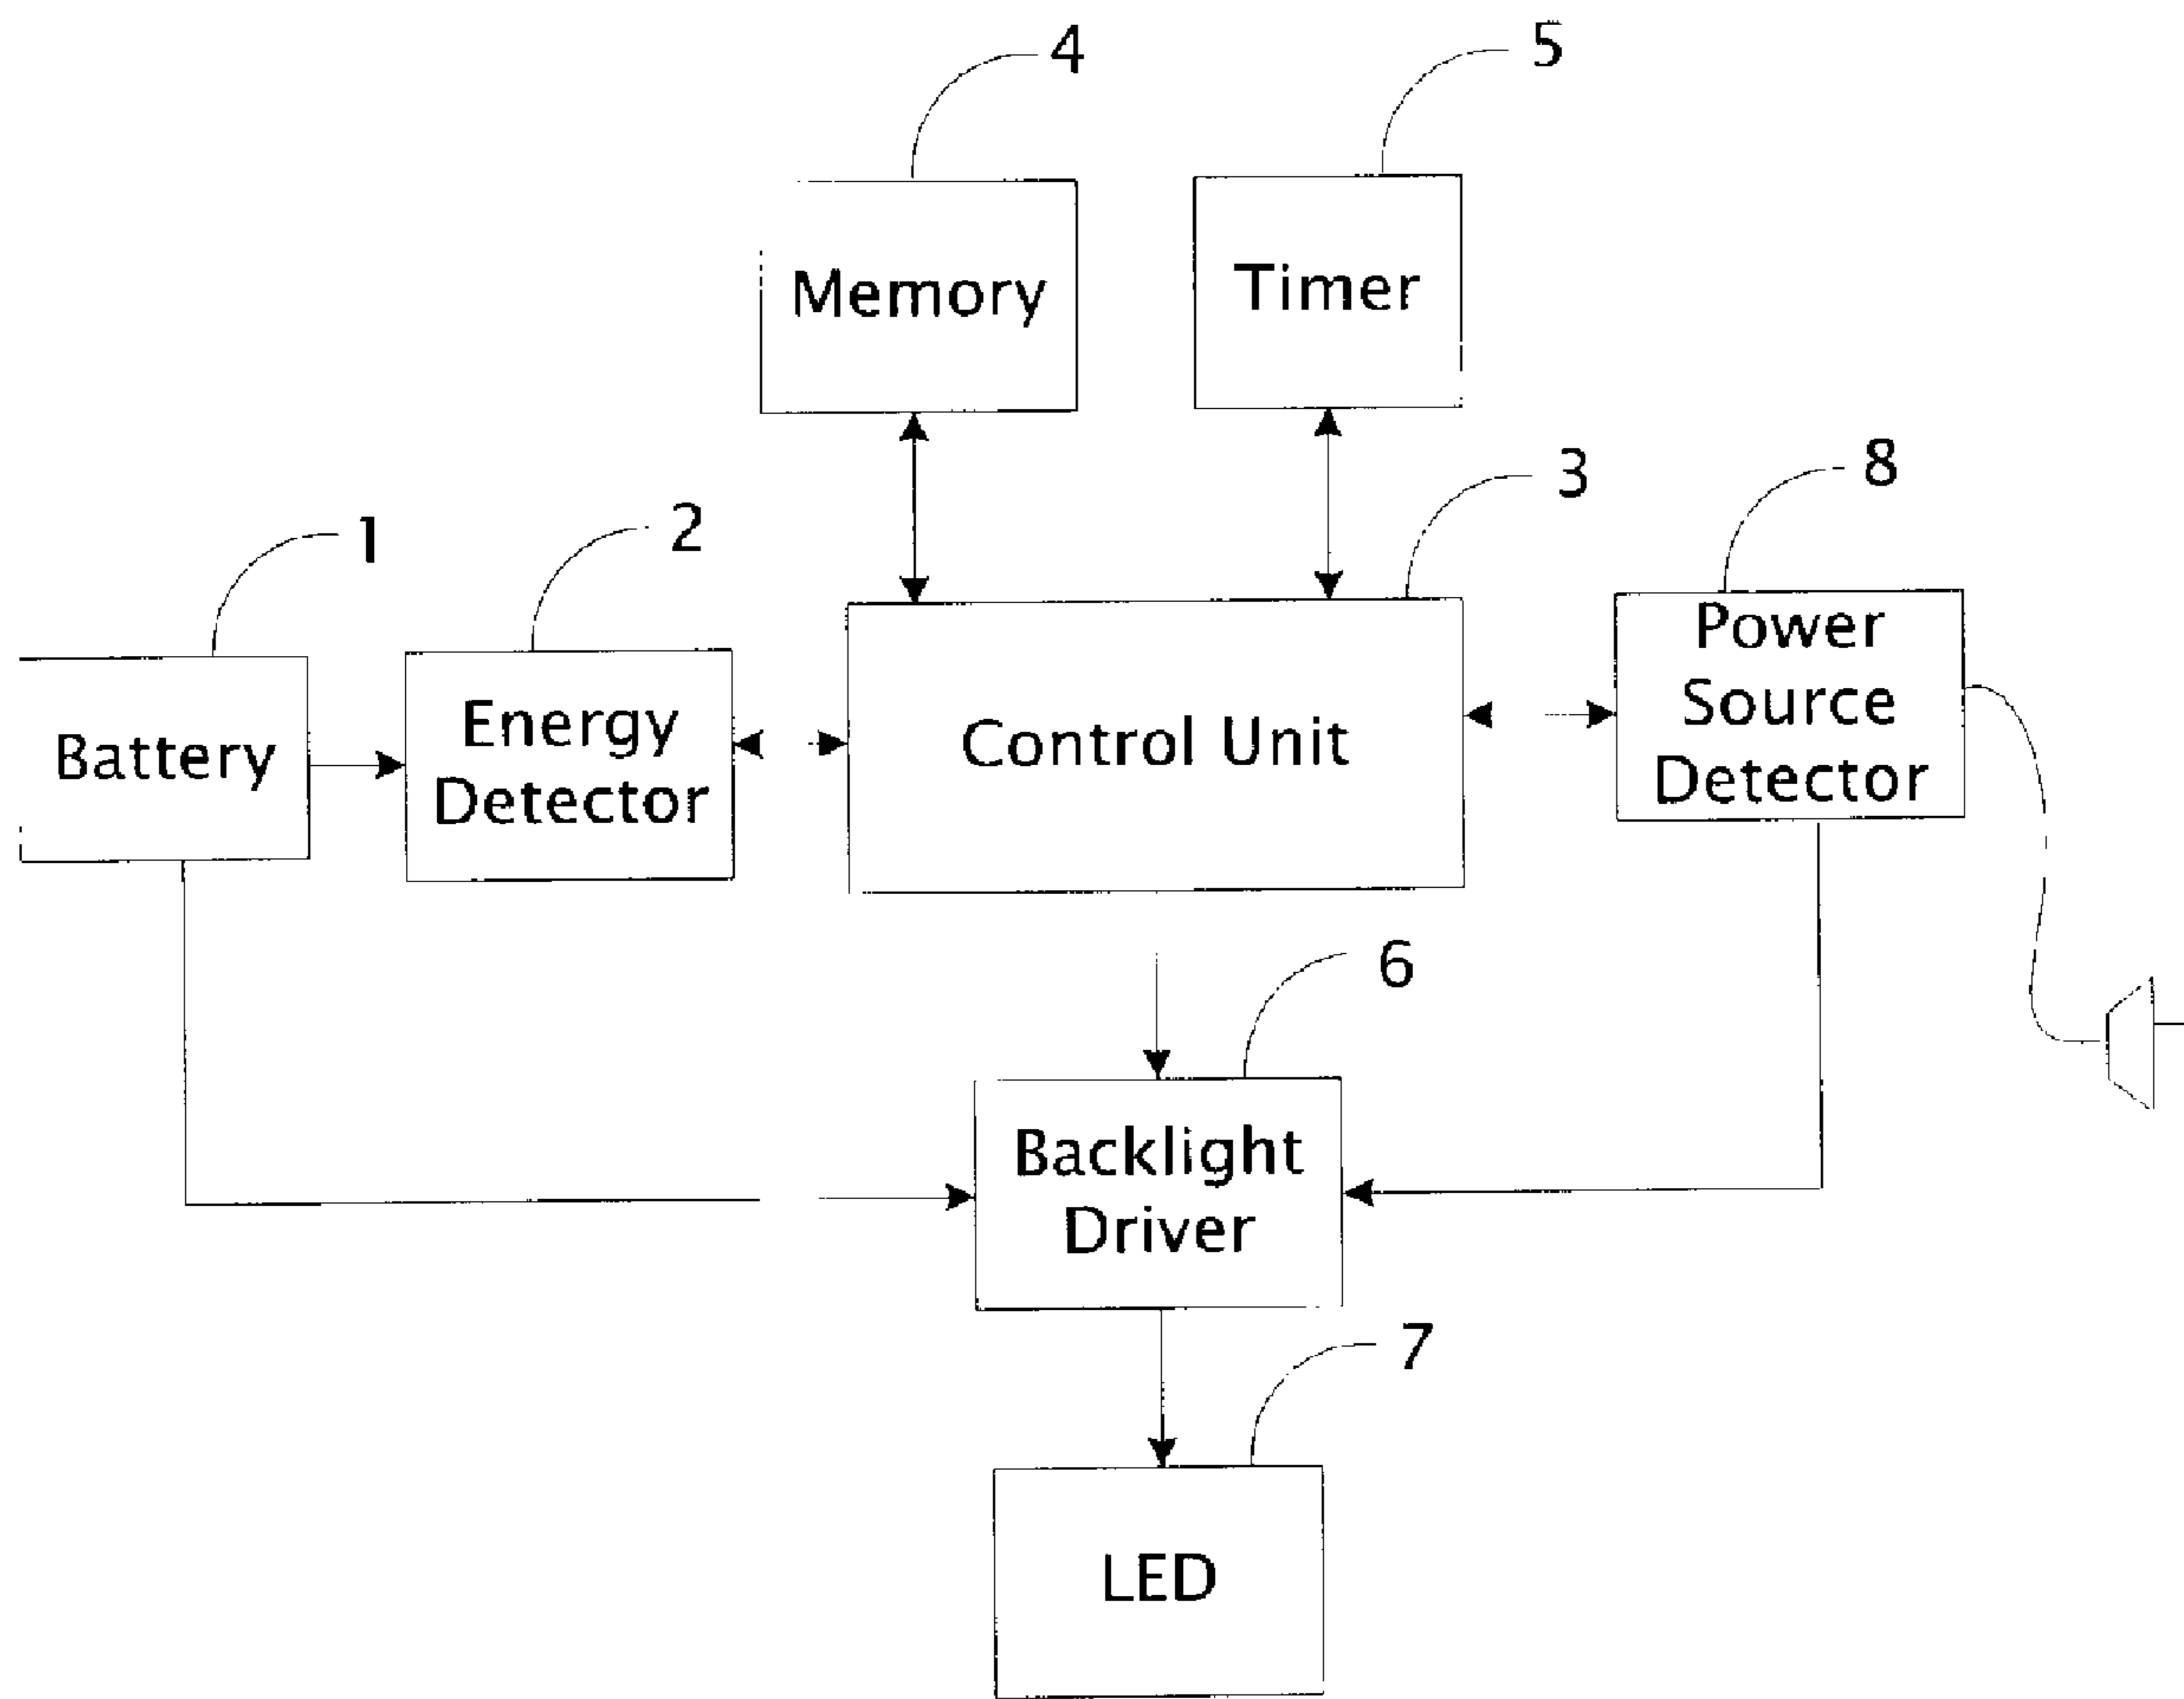 4
5
Memory
Timer
3
8
1
2
Power
Source
Detector
Battery
Energy
Detector
Control Unit
6
Backlight
Driver
7
LED